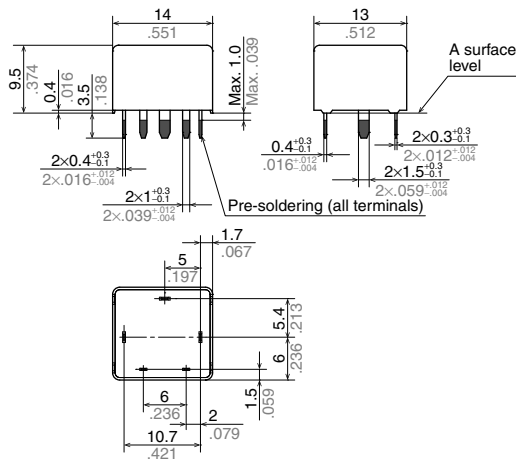 14
.551
13
.512
A surface
level
9.5
.374
0.4
.016
3.5
.138
Max. 1.0
Max. .039
2×0.4 +0.3 -0.1
2×.016 +.012 -.004
0.4 +0.3 -0.1
.016 +.012 -.004
2×0.3 +0.3 -0.1
2×.012 +.012 -.004
2×1 +0.3 -0.1
2×.039 +.012 -.004
2×1.5 +0.3 -0.1
2×.059 +.012 -.004
Pre-soldering (all terminals)
1.7
.067
5
.197
5.4
.213
6
.236
1.5
.059
6
.236
2
.079
10.7
.421